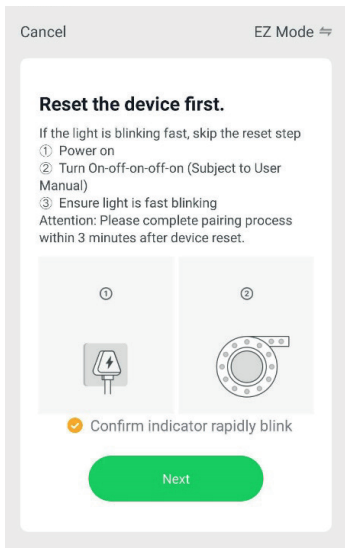 Cancel
EZ Mode ⇋
Reset the device first.
If the light is blinking fast, skip the reset step
① Power on
② Turn On-off-on-off-on (Subject to User
Manual)
③ Ensure light is fast blinking
Attention: Please complete pairing process
within 3 minutes after device reset.
①
②
Confirm indicator rapidly blink
Next